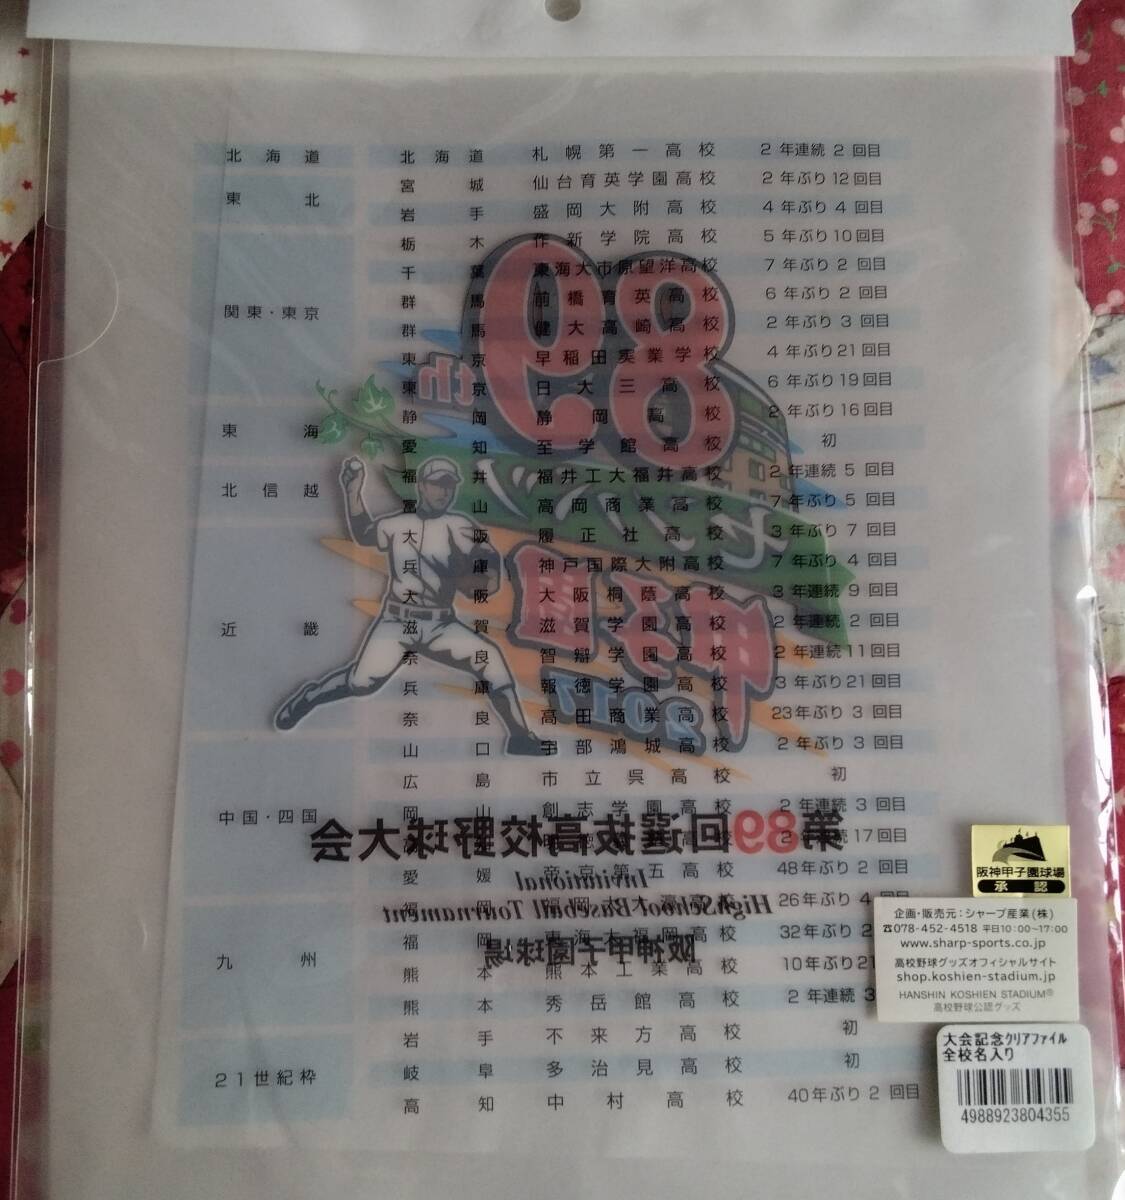 北海道 北海道 札幌第一高校 2年連続2回目
東北 宮城 仙台育英学園高校 2年ぶり12回目
岩手 盛岡大附高校 4年ぶり4回目
関東・東京 栃木 作新学院高校 5年ぶり10回目
千葉 東海大市原望洋高校 7年ぶり2回目
群馬 前橋育英高校 6年ぶり2回目
群馬 健大高崎高校 2年ぶり3回目
東京 早稲田実業学校 4年ぶり21回目
東京 日大三高校 6年ぶり19回目
東海 静岡 静岡高校 2年ぶり16回目
愛知 至学館高校 初
北信越 福井 福井工大福井高校 2年連続5回目
富山 高岡商業高校 7年ぶり5回目
近畿 大阪 履正社高校 3年ぶり7回目
兵庫 神戸国際大附高校 7年ぶり4回目
大阪 大阪桐蔭高校 3年連続9回目
滋賀 滋賀学園高校 2年連続2回目
奈良 智辯学園高校 2年連続11回目
兵庫 報徳学園高校 3年ぶり21回目
奈良 高田商業高校 23年ぶり3回目
中国・四国 山口 宇部鴻城高校 2年ぶり3回目
広島 市立呉高校 初
岡山 創志学園高校 2年連続3回目
17回目
愛媛 帝京第五高校 48年ぶり2回目
九州 福岡 福岡大大濠高校 26年ぶり4
福岡 東海大福岡高校 32年ぶり2
熊本 熊本工業高校 10年ぶり21
熊本 秀岳館高校 2年連続3
21世紀枠 岩手 不来方高校 初
岐阜 多治見高校 初
高知 中村高校 40年ぶり2回目
89th
センバツ
甲子園
2017
第89回選抜高校野球大会
Invitational
High School Baseball Tournament
阪神甲子園球場
阪神甲子園球場
承認
企画・販売元：シャープ産業(株)
☎078-452-4518 平日10:00〜17:00
www.sharp-sports.co.jp
高校野球グッズオフィシャルサイト
shop.koshien-stadium.jp
HANSHIN KOSHIEN STADIUM®
高校野球公認グッズ
大会記念ｸﾘｱﾌｧｲﾙ
全校名入り
4988923804355